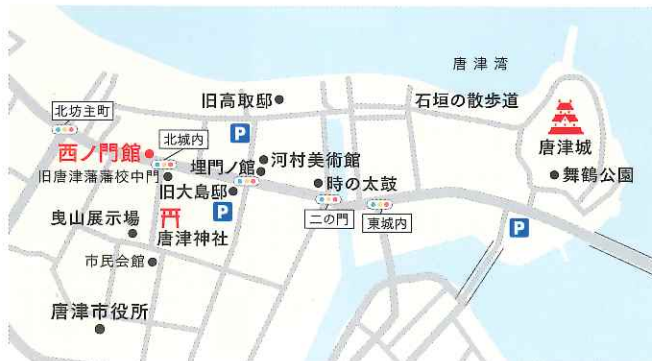 唐津湾
北坊主町
旧高取邸
石垣の散歩道
P
北城内
西ノ門館
河村美術館
唐津城
旧唐津藩藩校中門
埋門ノ館
舞鶴公園
旧大島邸
時の太鼓
P
二の門
東城内
曳山展示場
唐津神社
P
市民会館
唐津市役所